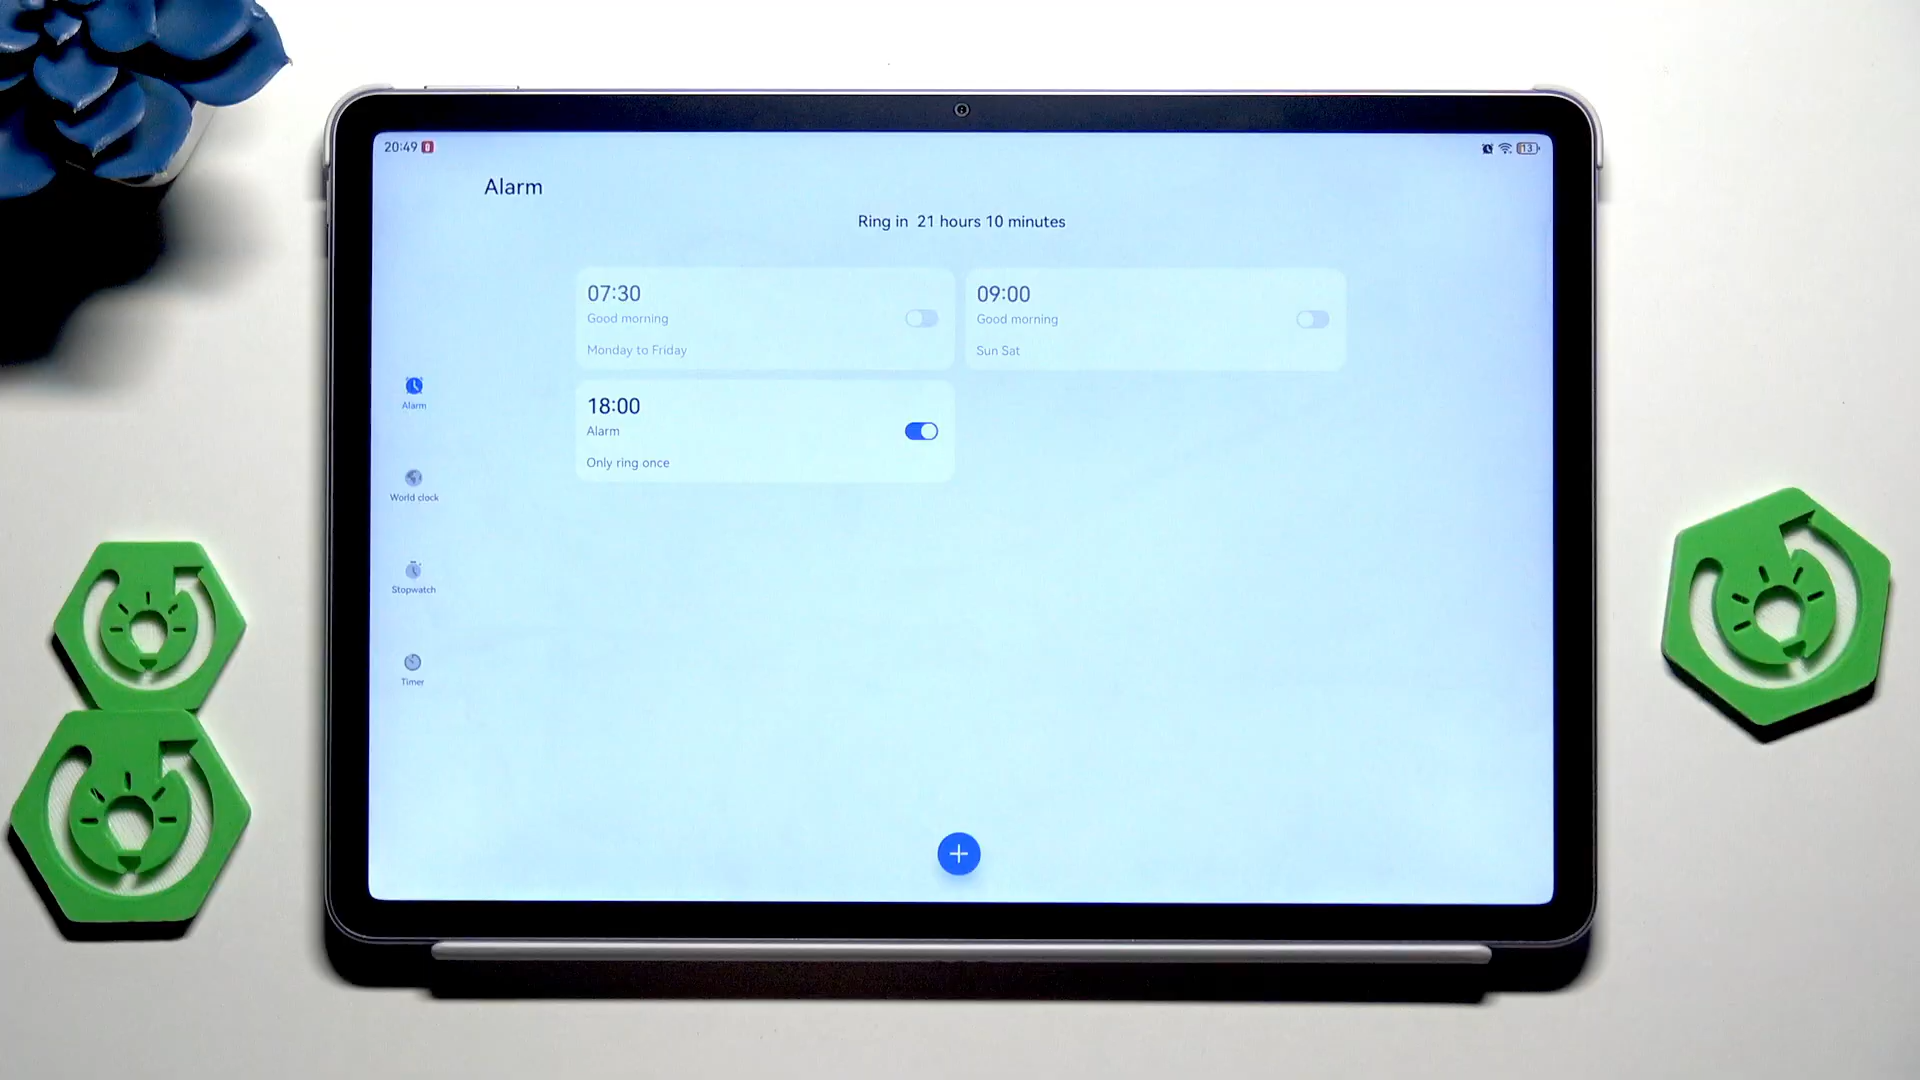 20:49
13
Alarm
Ring in 21 hours 10 minutes
07:30
Good morning
Monday to Friday
09:00
Good morning
Sun Sat
18:00
Alarm
Only ring once
Alarm
World clock
Stopwatch
Timer